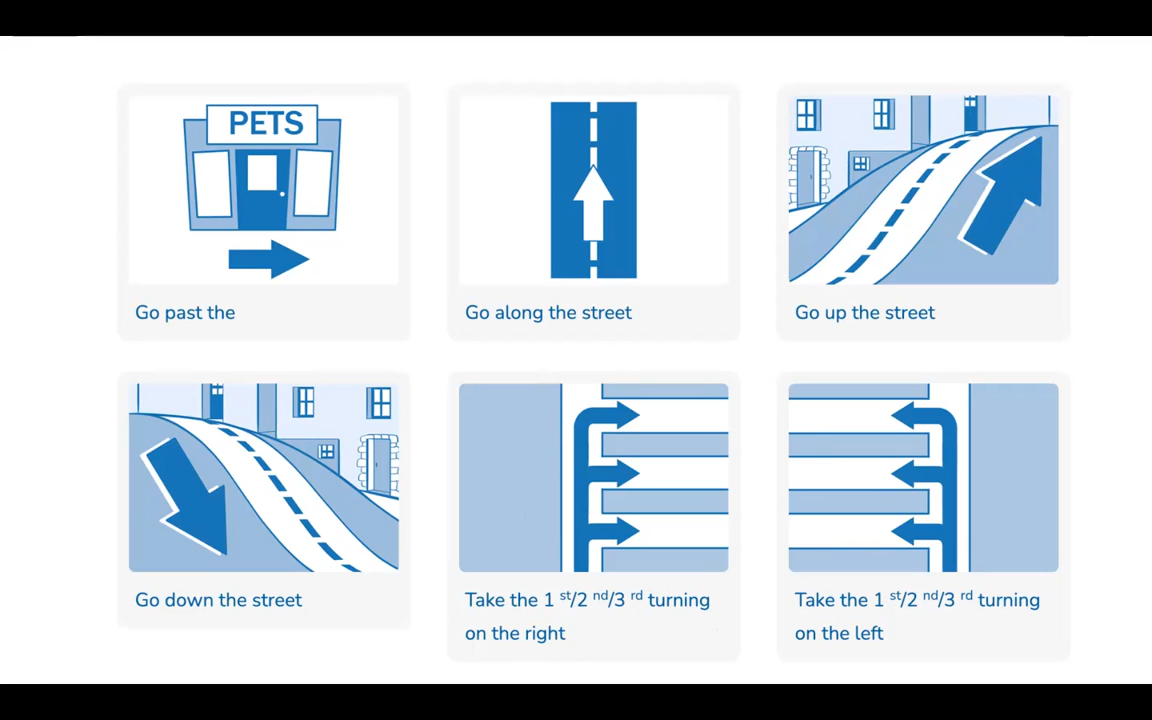 PETS
Go past the
Go along the street
Go up the street
Go down the street
Take the 1 st/2 nd/3 rd turning
on the right
Take the 1 st/2 nd/3 rd turning
on the left